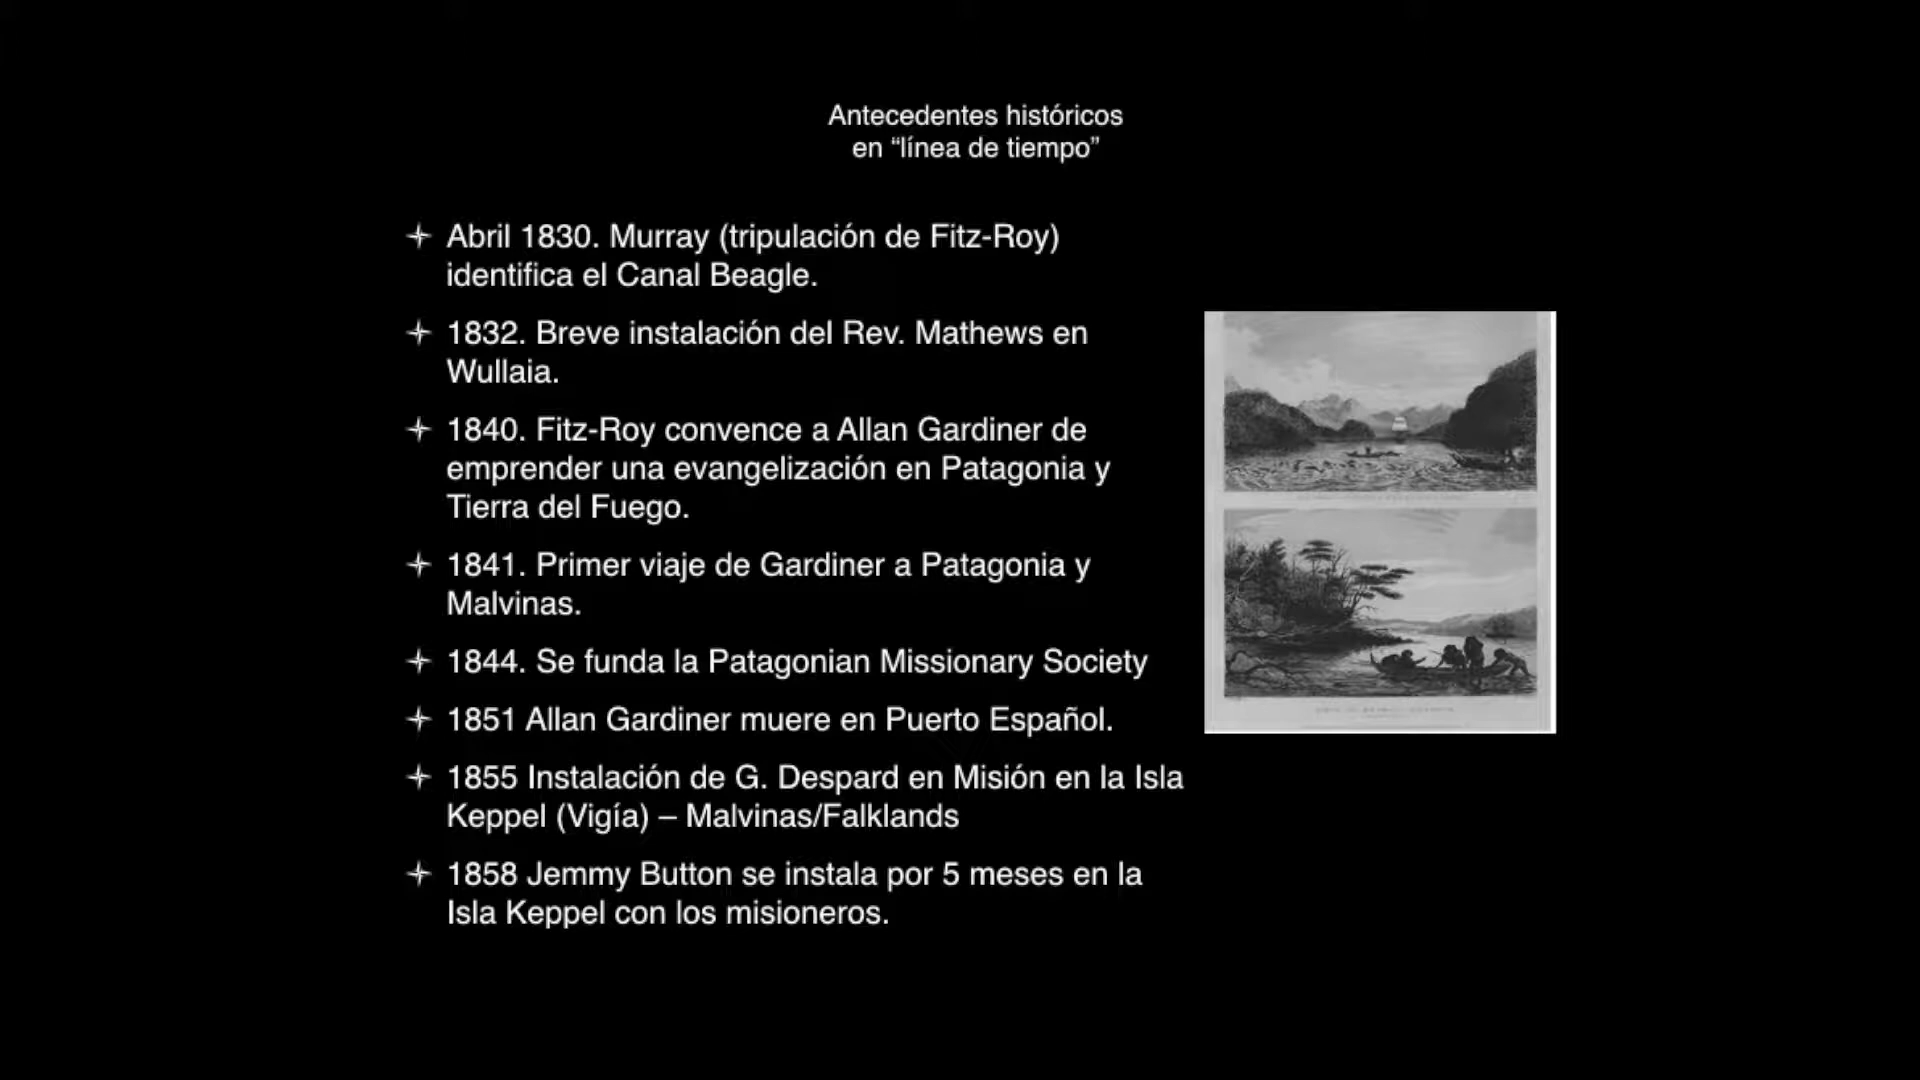 Antecedentes históricos
en “línea de tiempo”
Abril 1830. Murray (tripulación de Fitz-Roy)
identifica el Canal Beagle.
1832. Breve instalación del Rev. Mathews en
Wullaia.
1840. Fitz-Roy convence a Allan Gardiner de
emprender una evangelización en Patagonia y
Tierra del Fuego.
1841. Primer viaje de Gardiner a Patagonia y
Malvinas.
1844. Se funda la Patagonian Missionary Society
1851 Allan Gardiner muere en Puerto Español.
1855 Instalación de G. Despard en Misión en la Isla
Keppel (Vigía) – Malvinas/Falklands
1858 Jemmy Button se instala por 5 meses en la
Isla Keppel con los misioneros.